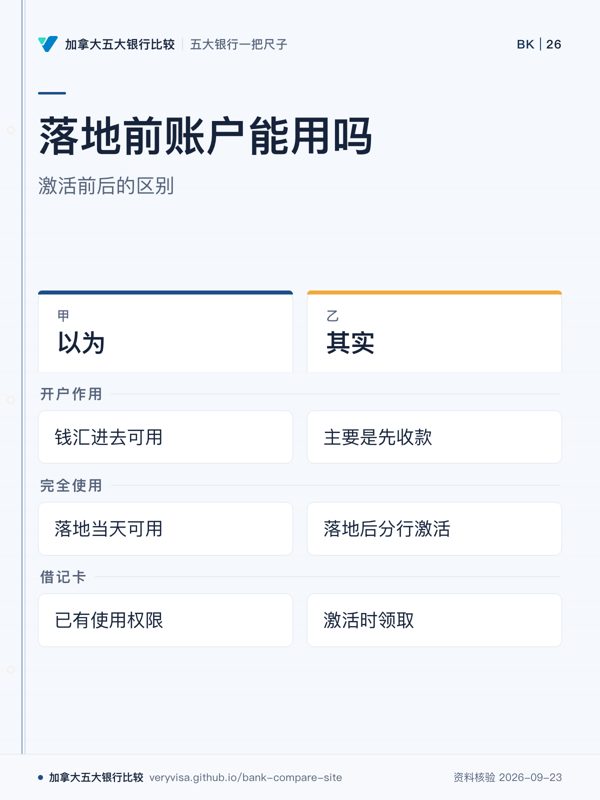 加拿大五大银行比较 | 五大银行一把尺子
BK | 26
落地前账户能用吗
激活前后的区别
甲
以为
乙
其实
开户作用
钱汇进去可用
主要是先收款
完全使用
落地当天可用
落地后分行激活
借记卡
已有使用权限
激活时领取
加拿大五大银行比较 veryvisa.github.io/bank-compare-site
资料核验 2026-09-23